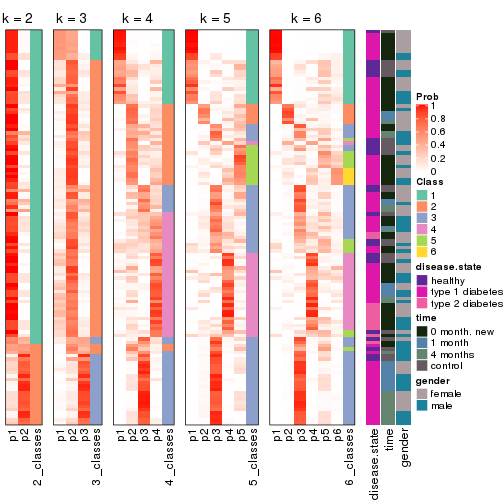 k = 2
k = 3
k = 4
k = 5
k = 6
p1
p2
2_classes
p1
p2
p3
3_classes
p1
p2
p3
p4
4_classes
p1
p2
p3
p4
p5
5_classes
p1
p2
p3
p4
p5
p6
6_classes
disease.state
time
gender
Prob
1
0.8
0.6
0.4
0.2
0
Class
1
2
3
4
5
6
disease.state
healthy
type 1 diabetes
type 2 diabetes
time
0 month. new
1 month
4 months
control
gender
female
male